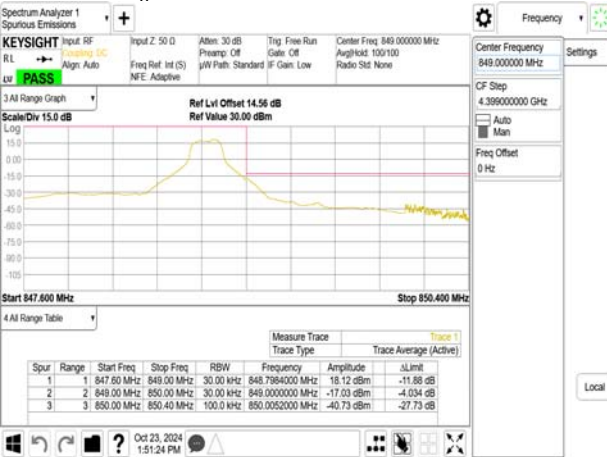 Spectrum Analyzer 1
Spurious Emissions
Frequency
KEYSIGHT Input: RF Input Z: 50 Ω Atten: 30 dB Trig: Free Run Center Freq: 849.000000 MHz
RL Coupling: DC Preamp: Off Gate: Off Avg|Hold: 100/100
Align: Auto Freq Ref: Int (S) µW Path: Standard IF Gain: Low Radio Std: None
LV PASS NFE: Adaptive
3 All Range Graph
Ref Lvl Offset 14.56 dB
Scale/Div 15.0 dB Ref Value 30.00 dBm
Log
15.0
0.00
-15.0
-30.0
-45.0
-60.0
-75.0
-90.0
-105
Start 847.600 MHz Stop 850.400 MHz
4 All Range Table
Measure Trace Trace 1
Trace Type Trace Average (Active)
Spur Range Start Freq Stop Freq RBW Frequency Amplitude ΔLimit
1 1 847.60 MHz 849.00 MHz 30.00 kHz 848.7984000 MHz 18.12 dBm -11.88 dB
2 2 849.00 MHz 850.00 MHz 30.00 kHz 849.0000000 MHz -17.03 dBm -4.034 dB
3 3 850.00 MHz 850.40 MHz 100.0 kHz 850.0052000 MHz -40.73 dBm -27.73 dB
Oct 23, 2024
1:51:24 PM
Center Frequency
849.000000 MHz
Settings
CF Step
4.399000000 GHz
Auto
Man
Freq Offset
0 Hz
Local